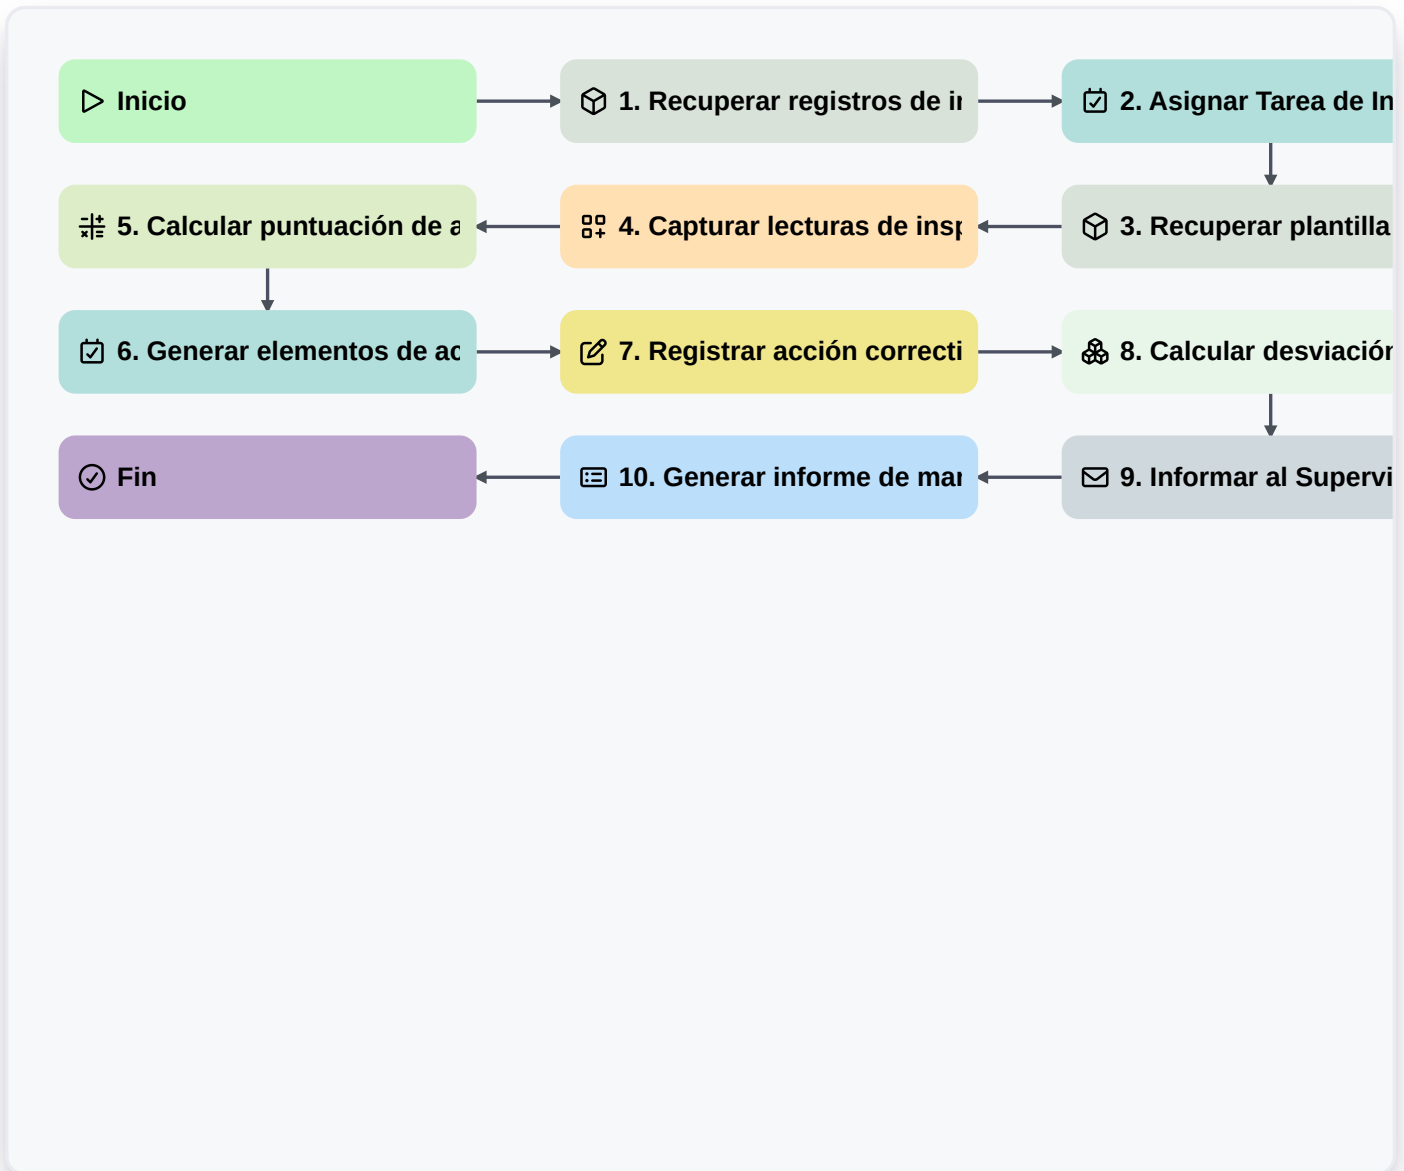 Inicio
1. Recuperar registros de
2. Asignar Tarea de
5. Calcular puntuación de
4. Capturar lecturas de
3. Recuperar plantilla
6. Generar elementos de
7. Registrar acción
8. Calcular desviación
Fin
10. Generar informe de
9. Informar al